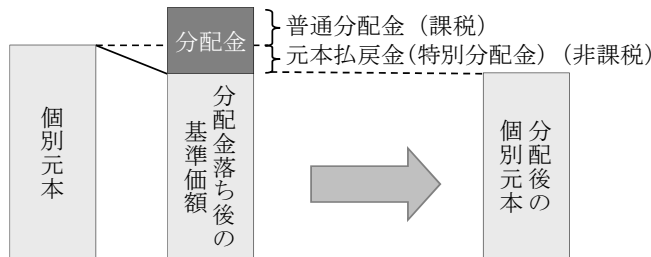 分配金
普通分配金（課税）
元本払戻金(特別分配金) (非課税)
個別元本
分配金落ち後の
基準価額
分配後の
個別元本